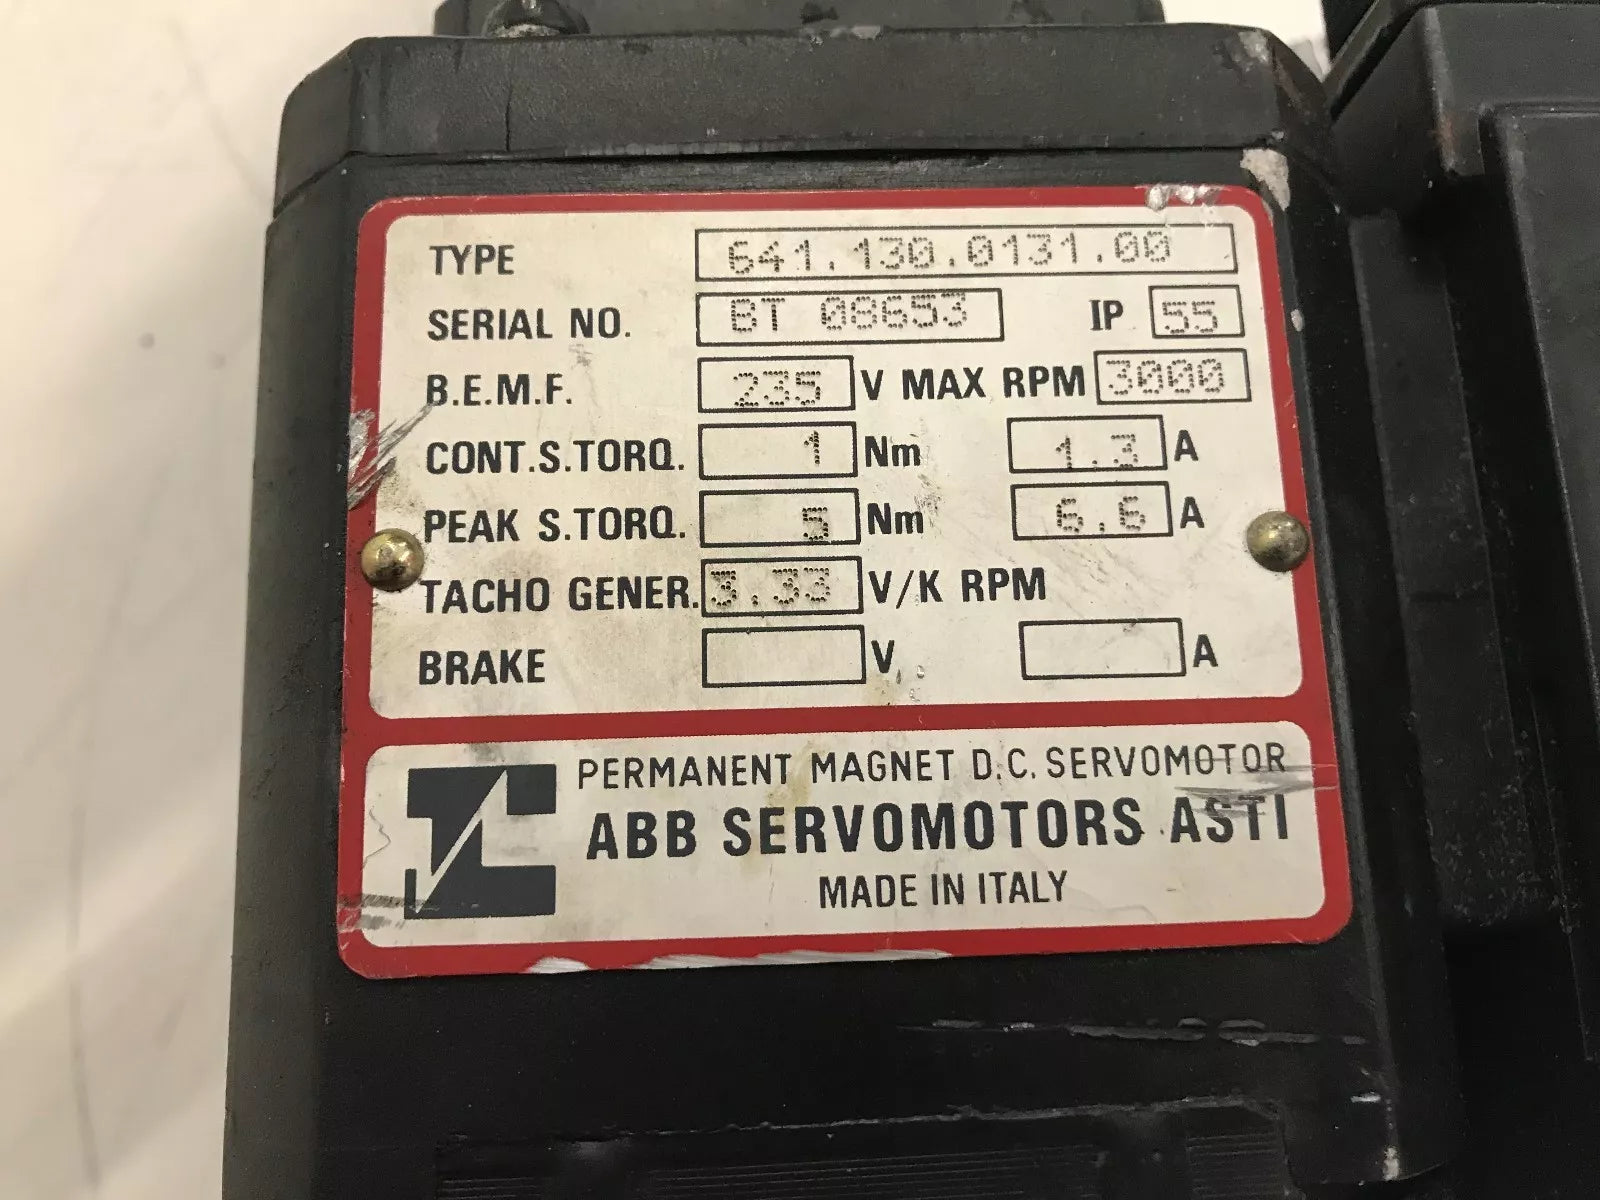 TYPE 641.130.0131.00
SERIAL NO. BT 08653 IP 55
B.E.M.F. 235 V MAX RPM 3000
CONT.S.TORQ. 1 Nm 1.3 A
PEAK S.TORQ. 5 Nm 6.6 A
TACHO GENER. 3.33 V/K RPM
BRAKE V A
PERMANENT MAGNET D.C. SERVOMOTOR
ABB SERVOMOTORS ASTI
MADE IN ITALY